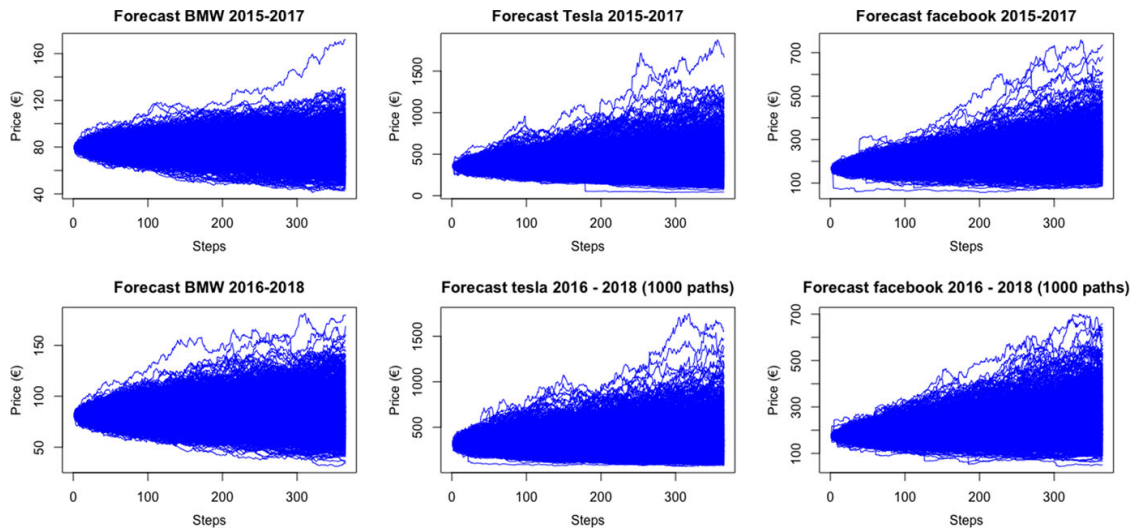 Forecast BMW 2015-2017
Price (€)
160
120
80
40
0
100
200
300
Steps
Forecast Tesla 2015-2017
Price (€)
1500
1000
500
0
0
100
200
300
Steps
Forecast facebook 2015-2017
Price (€)
700
500
300
100
0
100
200
300
Steps
Forecast BMW 2016-2018
Price (€)
150
100
50
0
100
200
300
Steps
Forecast tesla 2016 - 2018 (1000 paths)
Price (€)
1500
1000
500
0
100
200
300
Steps
Forecast facebook 2016 - 2018 (1000 paths)
Price (€)
700
500
300
100
0
100
200
300
Steps